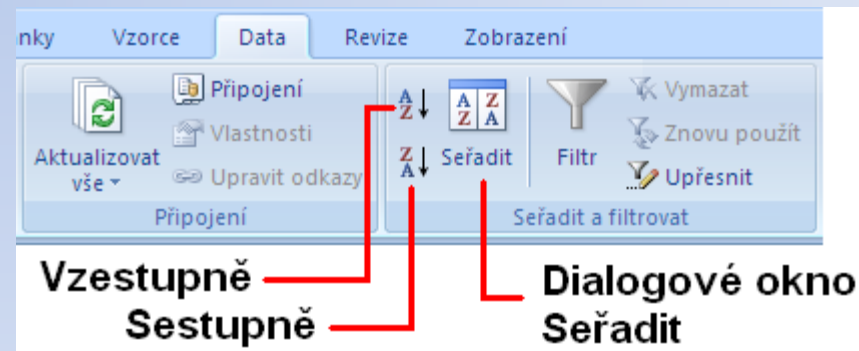 nky Vzorce Data Revize Zobrazení
Připojení
Vlastnosti
Upravit odkazy
Aktualizovat
vše
Připojení
A
Z
Z
A
A Z
Z A
Seřadit
Filtr
Vymazat
Znovu použít
Upřesnit
Seřadit a filtrovat
Vzestupně
Sestupně
Dialogové okno
Seřadit